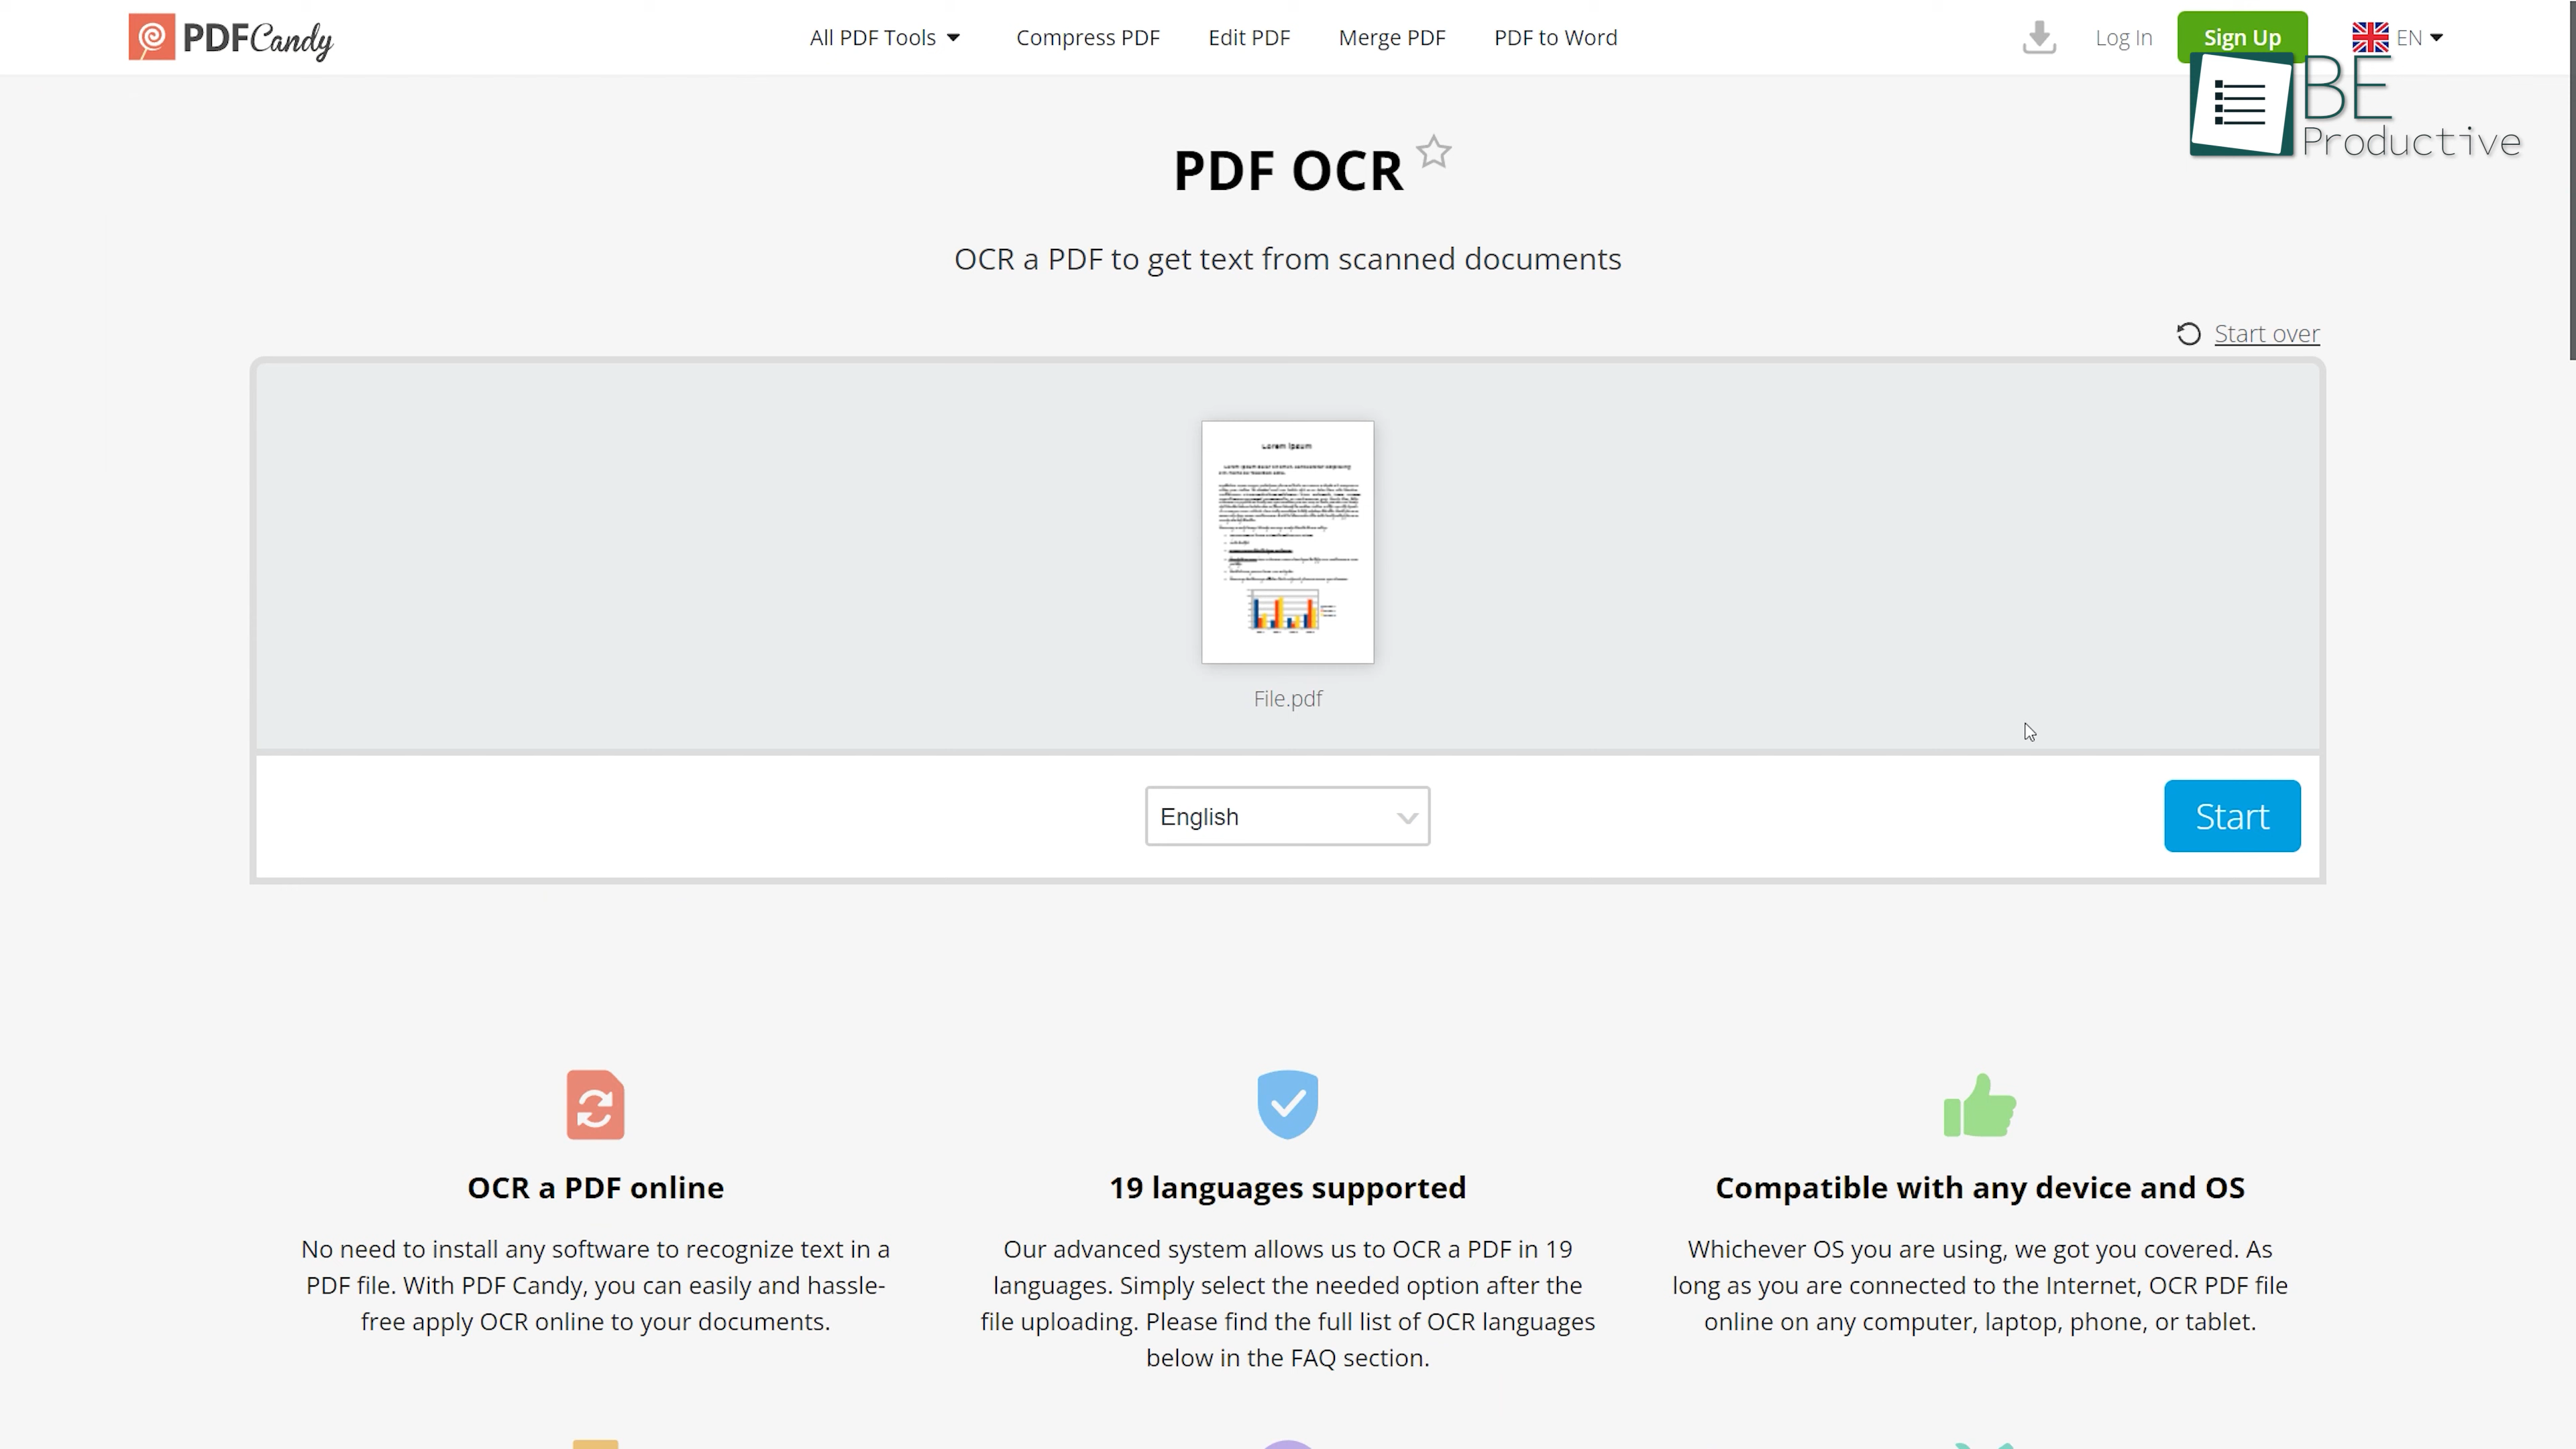 PDFCandy
All PDF Tools
Compress PDF
Edit PDF
Merge PDF
PDF to Word
Log In
Sign Up
EN
BE
Productive
PDF OCR
OCR a PDF to get text from scanned documents
Start over
Lorem Ipsum
File.pdf
English
Start
OCR a PDF online
No need to install any software to recognize text in a
PDF file. With PDF Candy, you can easily and hassle-
free apply OCR online to your documents.
19 languages supported
Our advanced system allows us to OCR a PDF in 19
languages. Simply select the needed option after the
file uploading. Please find the full list of OCR languages
below in the FAQ section.
Compatible with any device and OS
Whichever OS you are using, we got you covered. As
long as you are connected to the Internet, OCR PDF file
online on any computer, laptop, phone, or tablet.